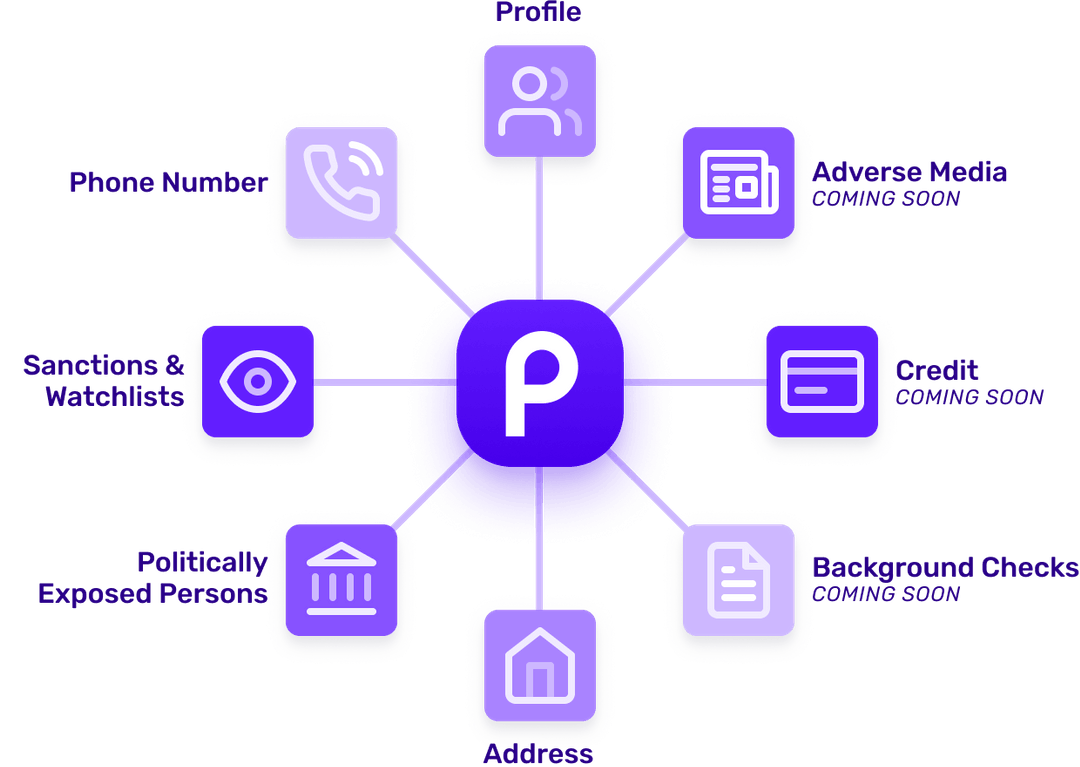 Profile
Phone Number
Adverse Media
COMING SOON
Sanctions &
Watchlists
Credit
COMING SOON
Politically
Exposed Persons
Background Checks
COMING SOON
Address